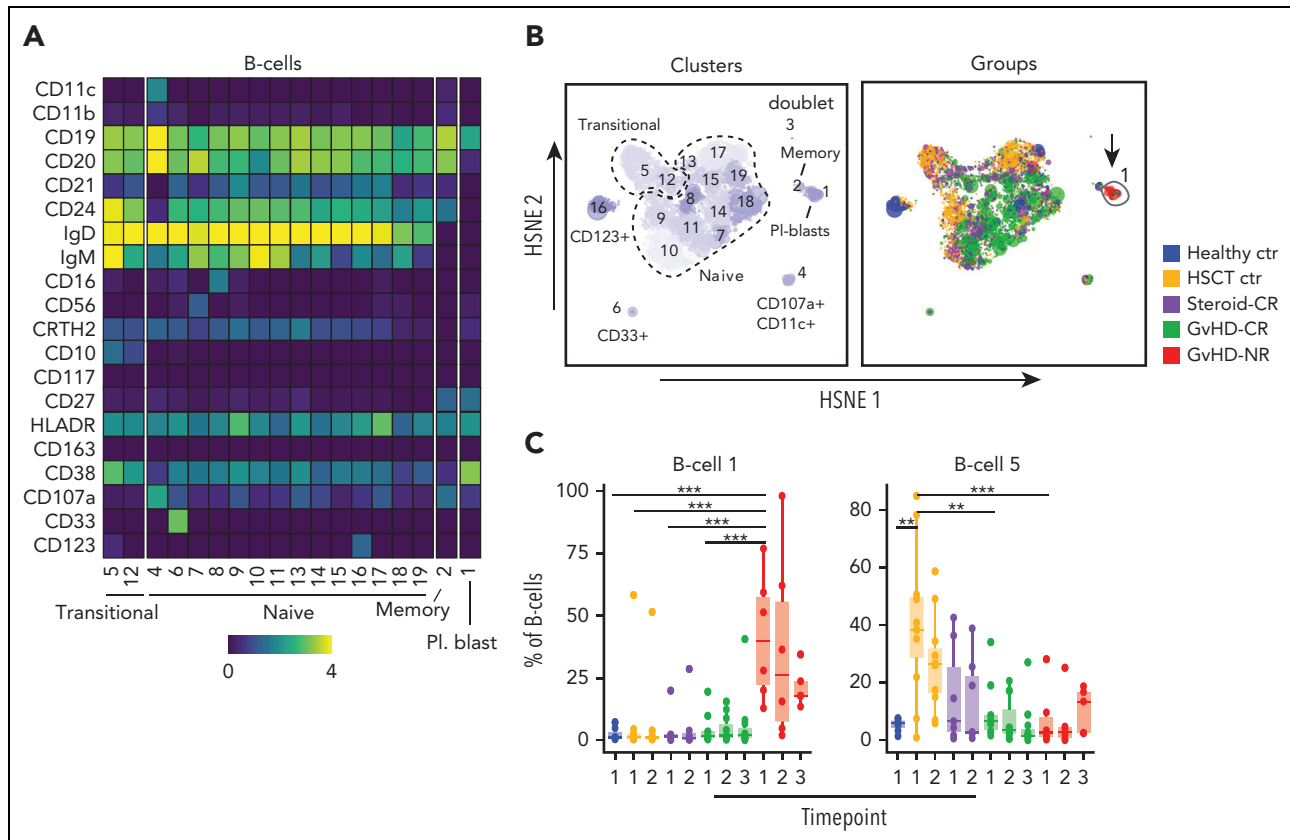 A
B-cells
CD11c
CD11b
CD19
CD20
CD21
CD24
IgD
IgM
CD16
CD56
CRTH2
CD10
CD117
CD27
HLADR
CD163
CD38
CD107a
CD33
CD123
5 12 4 6 7 8 9 10 11 13 14 15 16 17 18 19 2 1
Transitional Naive Memory
Pl. blast
0 4
B
Clusters Groups
HSNE 2
doublet
3
Transitional
Memory
5 12 13 17 15 19 8 18 14 9 11 7 10
2 1
Pl-blasts
16
CD123+
Naive
4
CD107a+
CD11c+
6
CD33+
1
HSNE 1
Healthy ctr
HSCT ctr
Steroid-CR
GvHD-CR
GvHD-NR
C
B-cell 1 B-cell 5
% of B-cells
100
75
50
25
0
***
***
***
***
1 1 2 1 2 1 2 3 1 2 3
80
60
40
20
0
***
**
**
1 1 2 1 2 1 2 3 1 2 3
Timepoint